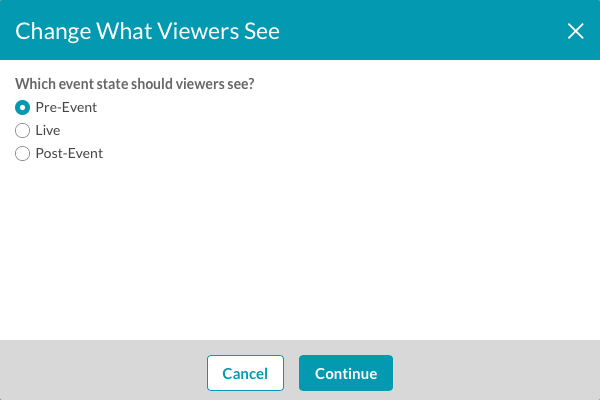 Change What Viewers See
Which event state should viewers see?
Pre-Event
Live
Post-Event
Cancel
Continue